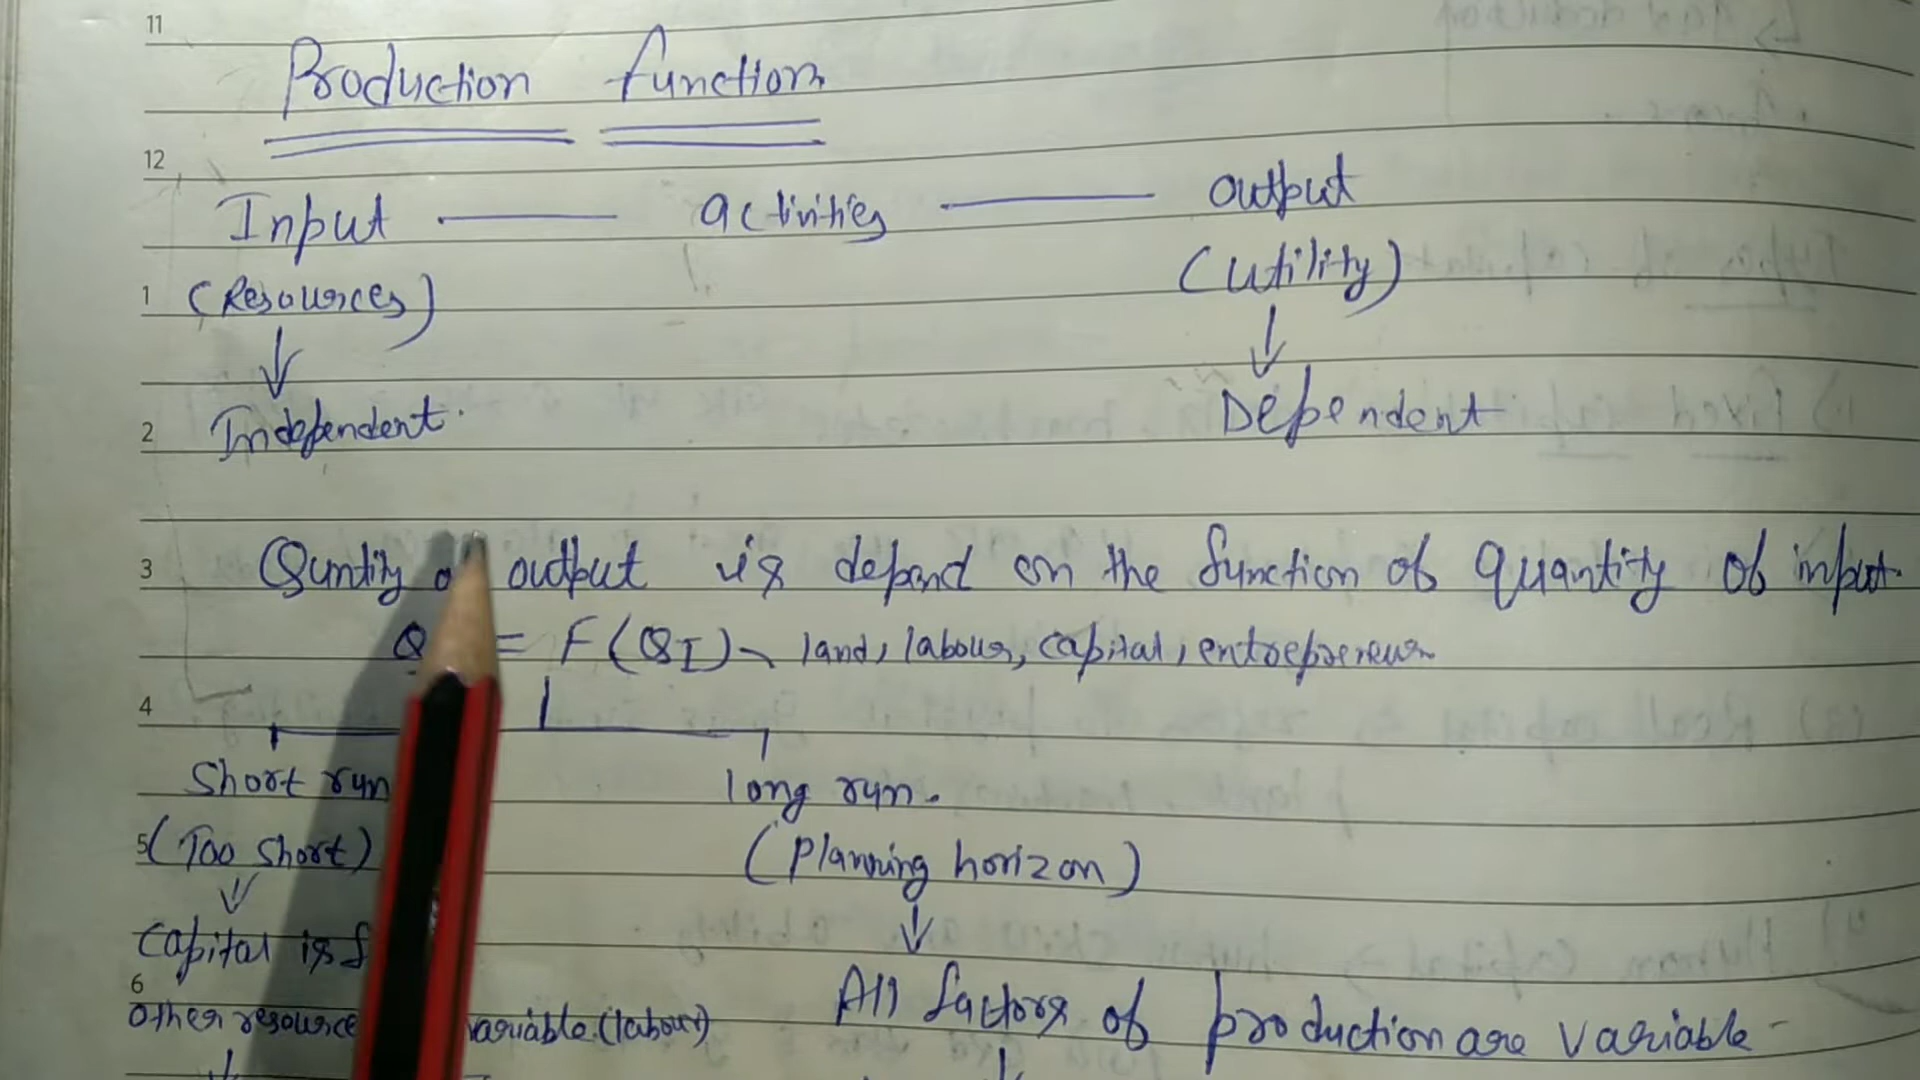 11
Production function
12
Input — activities — output
(Resources) (Utility)
1
↓ ↓
Independent. Dependent
2
3
Quntity output is depend on the function of quantity of input.
Q = F(QI) land, labour, capital, entrepreneur
4
Short run long run.
5 (Too short) (Planning horizon)
↓ ↓
Capital is
6
All factors of production are variable -
other resource variable (labour)